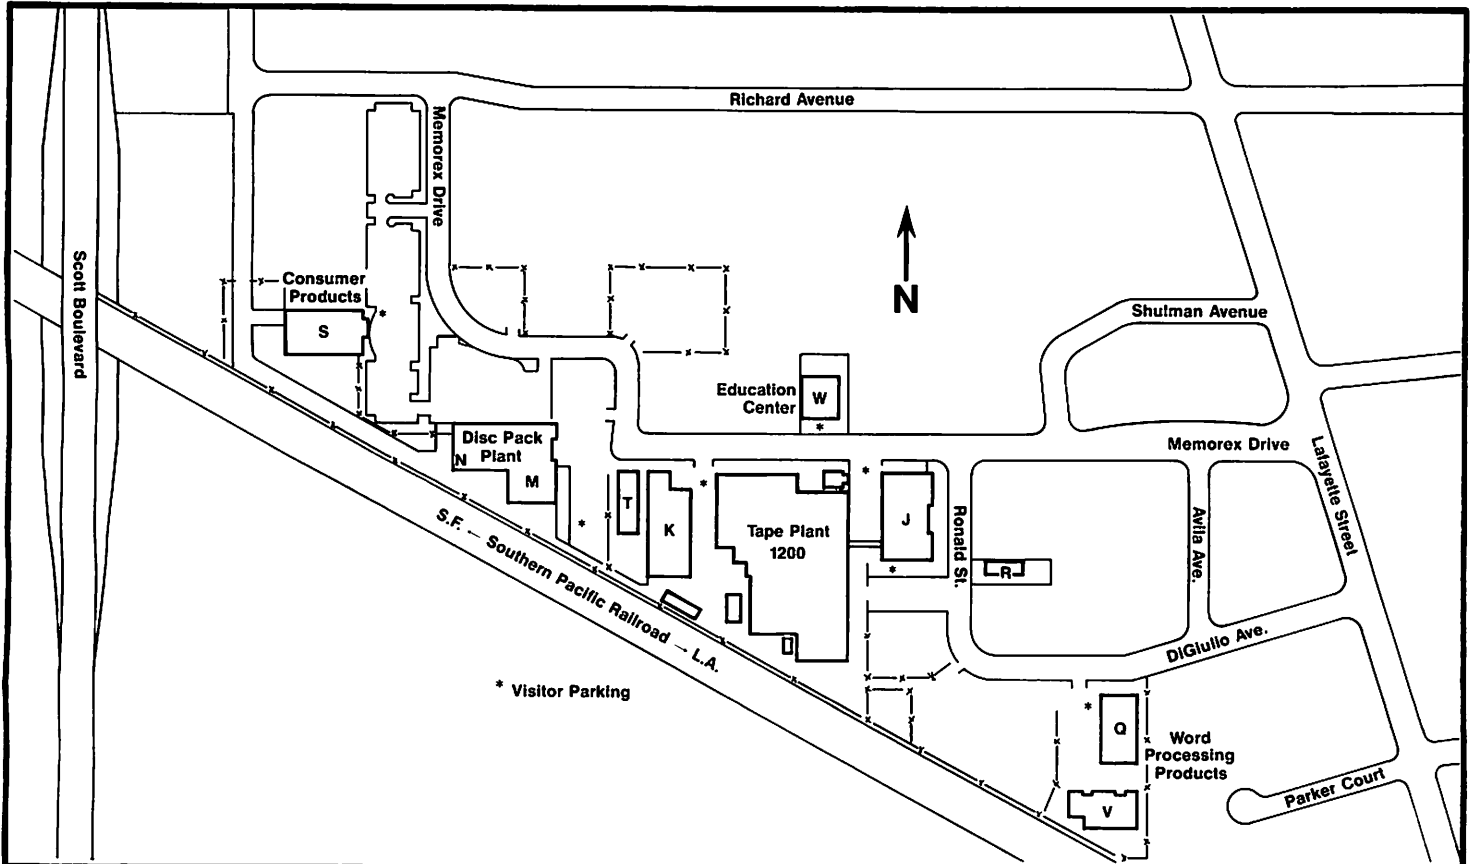 Richard Avenue
Memorex Drive
Scott Boulevard
Consumer
Products
S
N
Shulman Avenue
Education
Center
W
Memorex Drive
Lafayette Street
Disc Pack
Plant
N
M
T
K
Tape Plant
1200
J
Ronald St.
R
Avila Ave.
S.F. ← Southern Pacific Railroad → L.A.
DiGiulio Ave.
* Visitor Parking
Q
Word
Processing
Products
V
Parker Court